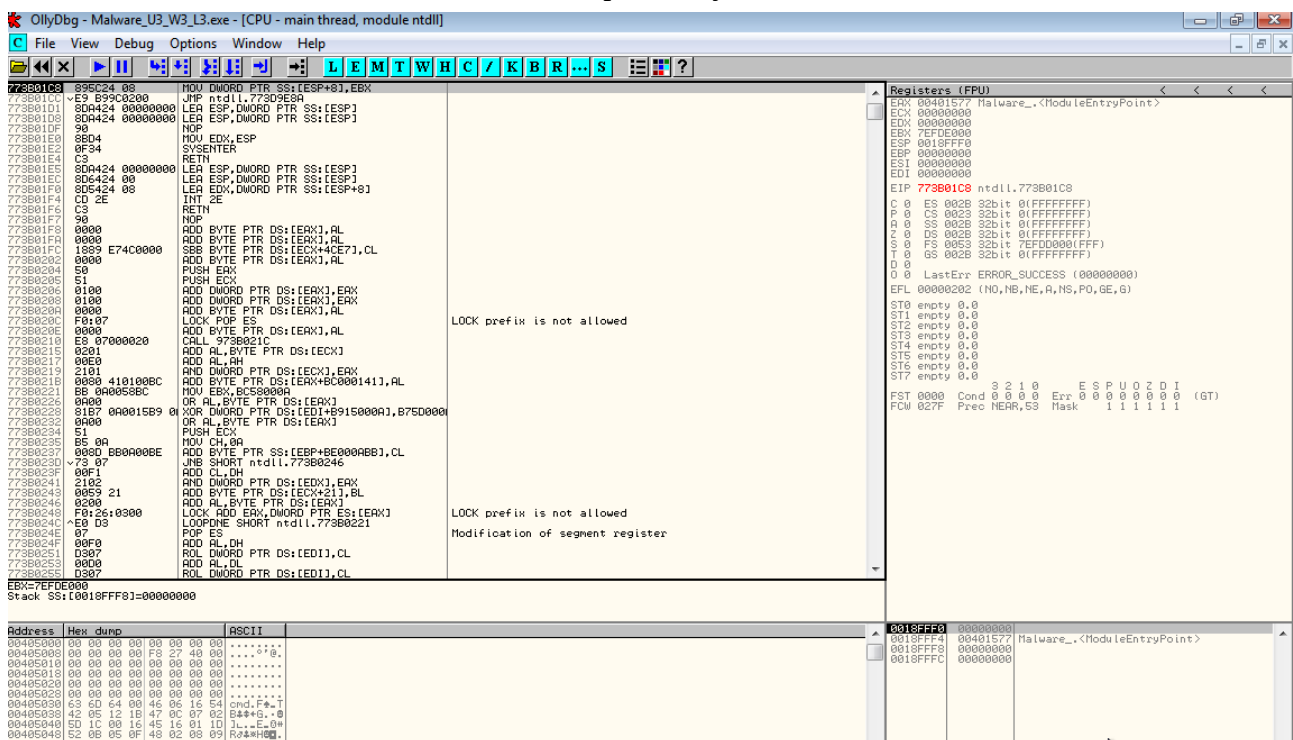 OllyDbg - Malware_U3_W3_L3.exe - [CPU - main thread, module ntdll]
C File View Debug Options Window Help
L E M T W H C / K B R ... S ?
773B01C8 895C24 08 MOV DWORD PTR SS:[ESP+8],EBX
773B01CC E9 B99C0200 JMP ntdll.773D9E8A
773B01D1 8DA424 00000000 LEA ESP,DWORD PTR SS:[ESP]
773B01D8 8DA424 00000000 LEA ESP,DWORD PTR SS:[ESP]
773B01DF 90 NOP
773B01E0 8BD4 MOV EDX,ESP
773B01E2 0F34 SYSENTER
773B01E4 C3 RETN
773B01E5 8DA424 00000000 LEA ESP,DWORD PTR SS:[ESP]
773B01EC 8D6424 00 LEA ESP,DWORD PTR SS:[ESP]
773B01F0 8D5424 08 LEA EDX,DWORD PTR SS:[ESP+8]
773B01F4 CD 2E INT 2E
773B01F6 C3 RETN
773B01F7 90 NOP
773B01F8 0000 ADD BYTE PTR DS:[EAX],AL
773B01FA 0000 ADD BYTE PTR DS:[EAX],AL
773B01FC 1889 E74C0000 SBB BYTE PTR DS:[ECX+4CE7],CL
773B0202 0000 ADD BYTE PTR DS:[EAX],AL
773B0204 50 PUSH EAX
773B0205 51 PUSH ECX
773B0206 0100 ADD DWORD PTR DS:[EAX],EAX
773B0208 0100 ADD DWORD PTR DS:[EAX],EAX
773B020A 0000 ADD BYTE PTR DS:[EAX],AL
773B020C F0:07 LOCK POP ES LOCK prefix is not allowed
773B020E 0000 ADD BYTE PTR DS:[EAX],AL
773B0210 E8 07000020 CALL 973B021C
773B0215 0201 ADD AL,BYTE PTR DS:[ECX]
773B0217 00E0 ADD AL,AH
773B0219 2101 AND DWORD PTR DS:[ECX],EAX
773B021B 0080 410100BC ADD BYTE PTR DS:[EAX+BC000141],AL
773B0221 BB 0A0058BC MOV EBX,BC58000A
773B0226 0A00 OR AL,BYTE PTR DS:[EAX]
773B0228 81B7 0A0015B9 0 XOR DWORD PTR DS:[EDI+B915000A],B75D000
773B0232 0A00 OR AL,BYTE PTR DS:[EAX]
773B0234 51 PUSH ECX
773B0235 B5 0A MOV CH,0A
773B0237 008D BB0A00BE ADD BYTE PTR SS:[EBP+BE000ABB],CL
773B023D 73 07 JNB SHORT ntdll.773B0246
773B023F 00F1 ADD CL,DH
773B0241 2102 AND DWORD PTR DS:[EDX],EAX
773B0243 0059 21 ADD BYTE PTR DS:[ECX+21],BL
773B0246 0200 ADD AL,BYTE PTR DS:[EAX]
773B0248 F0:26:0300 LOCK ADD EAX,DWORD PTR ES:[EAX] LOCK prefix is not allowed
773B024C E0 D3 LOOPDNE SHORT ntdll.773B0221
773B024E 07 POP ES Modification of segment register
773B024F 00F0 ADD AL,DH
773B0251 D307 ROL DWORD PTR DS:[EDI],CL
773B0253 00D0 ADD AL,DL
773B0255 D307 ROL DWORD PTR DS:[EDI],CL
EBX=7EFDE000
Stack SS:[0018FFF8]=00000000
Registers (FPU) < < < <
EAX 00401577 Malware_.<ModuleEntryPoint>
ECX 00000000
EDX 00000000
EBX 7EFDE000
ESP 0018FFF0
EBP 00000000
ESI 00000000
EDI 00000000
EIP 773B01C8 ntdll.773B01C8
C 0 ES 002B 32bit 0(FFFFFFFF)
P 0 CS 0023 32bit 0(FFFFFFFF)
A 0 SS 002B 32bit 0(FFFFFFFF)
Z 0 DS 002B 32bit 0(FFFFFFFF)
S 0 FS 0053 32bit 7EFDD000(FFF)
T 0 GS 002B 32bit 0(FFFFFFFF)
D 0
O 0 LastErr ERROR_SUCCESS (00000000)
EFL 00000202 (NO,NB,NE,A,NS,PO,GE,G)
ST0 empty 0.0
ST1 empty 0.0
ST2 empty 0.0
ST3 empty 0.0
ST4 empty 0.0
ST5 empty 0.0
ST6 empty 0.0
ST7 empty 0.0
3 2 1 0 E S P U O Z D I
FST 0000 Cond 0 0 0 0 Err 0 0 0 0 0 0 0 0 (GT)
FCW 027F Prec NEAR,53 Mask 1 1 1 1 1 1
Address Hex dump ASCII
00405000 00 00 00 00 00 00 00 00 ........
00405008 00 00 00 00 F8 27 40 00 ....°'@.
00405010 00 00 00 00 00 00 00 00 ........
00405018 00 00 00 00 00 00 00 00 ........
00405020 00 00 00 00 00 00 00 00 ........
00405028 00 00 00 00 00 00 00 00 ........
00405030 63 6D 64 00 46 06 16 54
00405038 42 05 12 1B 47 0C 07 02
00405040 5D 1C 00 16 45 16 01 1D
00405048 52 0B 05 0F 48 02 08 09
0018FFF0 00000000
0018FFF4 00401577 Malware_.<ModuleEntryPoint>
0018FFF8 00000000
0018FFFC 00000000